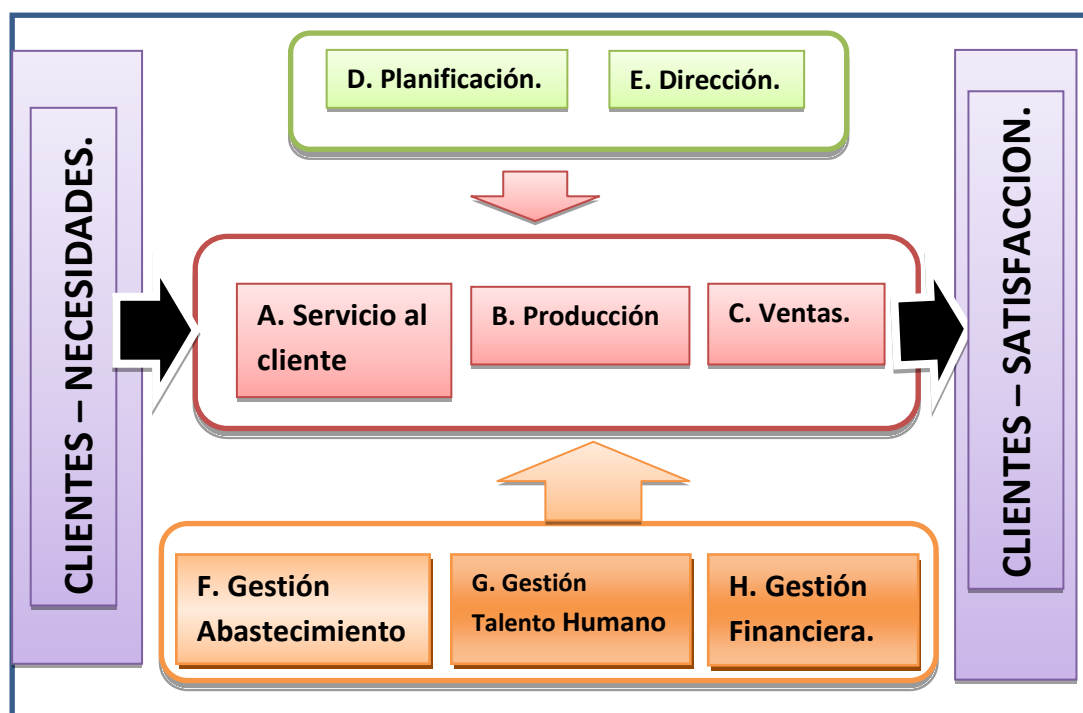 D. Planificación.
E. Dirección.
CLIENTES – NECESIDADES.
A. Servicio al
cliente
B. Producción
C. Ventas.
CLIENTES – SATISFACCION.
F. Gestión
Abastecimiento
G. Gestión
Talento Humano
H. Gestión
Financiera.